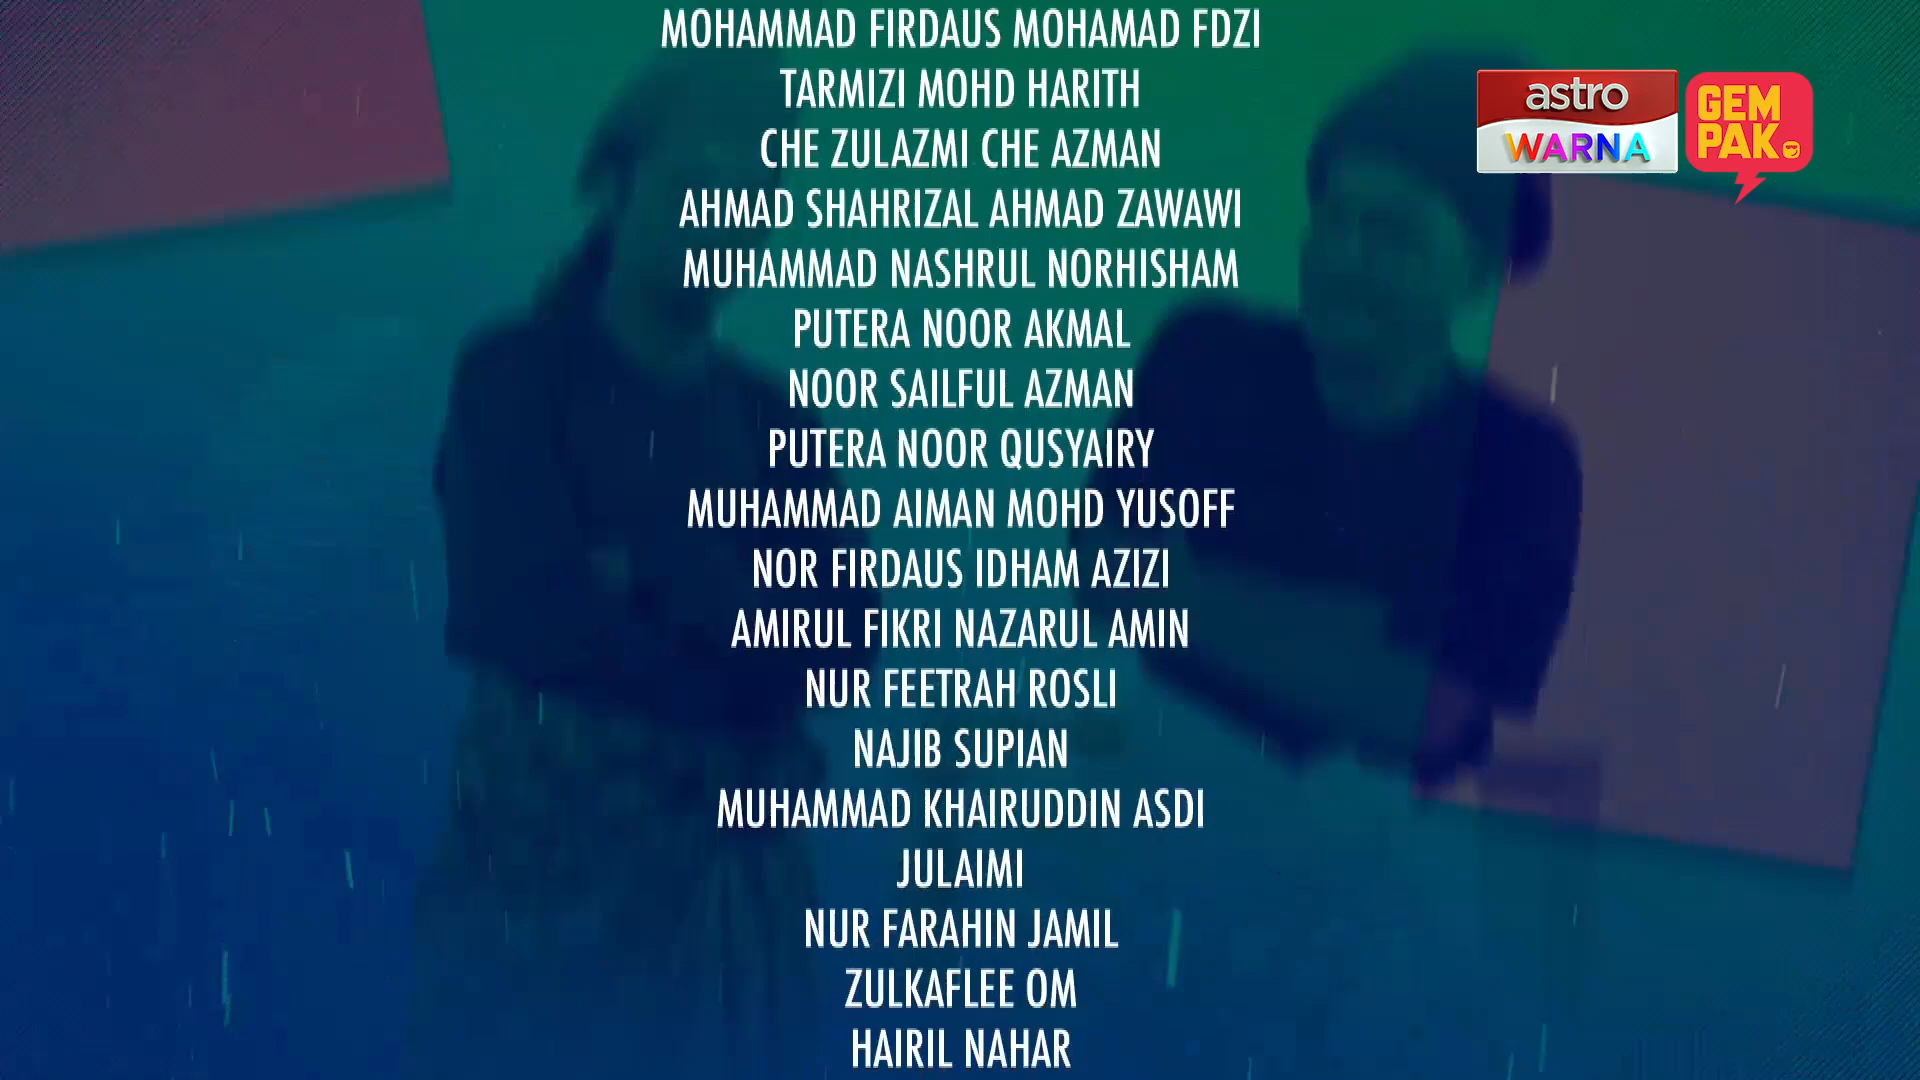 MOHAMMAD FIRDAUS MOHAMAD FDZI
TARMIZI MOHD HARITH
CHE ZULAZMI CHE AZMAN
AHMAD SHAHRIZAL AHMAD ZAWAWI
MUHAMMAD NASHRUL NORHISHAM
PUTERA NOOR AKMAL
NOOR SAILFUL AZMAN
PUTERA NOOR QUSYAIRY
MUHAMMAD AIMAN MOHD YUSOFF
NOR FIRDAUS IDHAM AZIZI
AMIRUL FIKRI NAZARUL AMIN
NUR FEETRAH ROSLI
NAJIB SUPIAN
MUHAMMAD KHAIRUDDIN ASDI
JULAIMI
NUR FARAHIN JAMIL
ZULKAFLEE OM
HAIRIL NAHAR
astro
WARNA
GEM
PAK